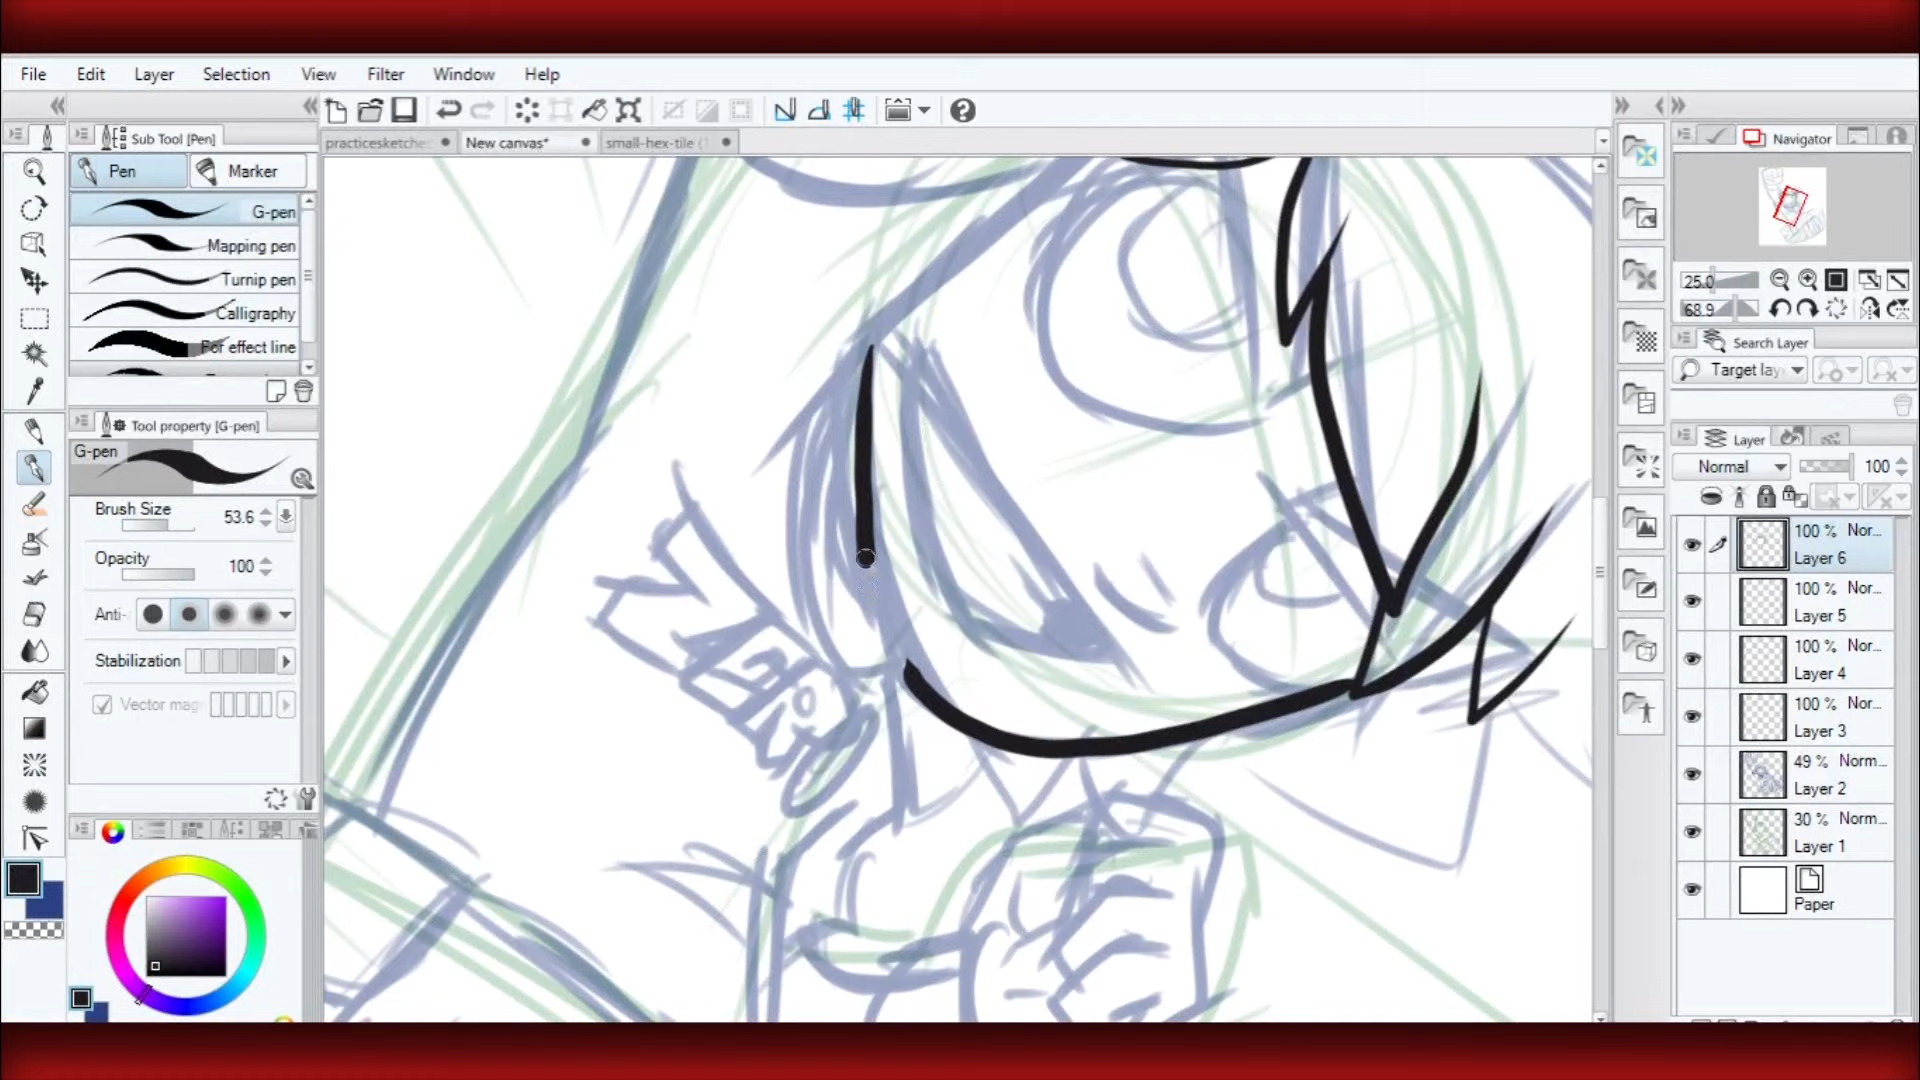 File Edit Layer Selection View Filter Window Help
Sub Tool [Pen]
practicesketche New canvas* small-hex-tile (
Navigator
Pen Marker
G-pen
Mapping pen
Turnip pen
Calligraphy
For effect line
25.0
68.9
Search Layer
Target lay
Tool property [G-pen]
G-pen
Brush Size 53.6
Opacity 100
Anti-
Stabilization
Vector mag
Layer
Normal 100
100 % Nor...
Layer 6
100 % Nor...
Layer 5
100 % Nor...
Layer 4
100 % Nor...
Layer 3
49 % Norm...
Layer 2
30 % Norm...
Layer 1
Paper